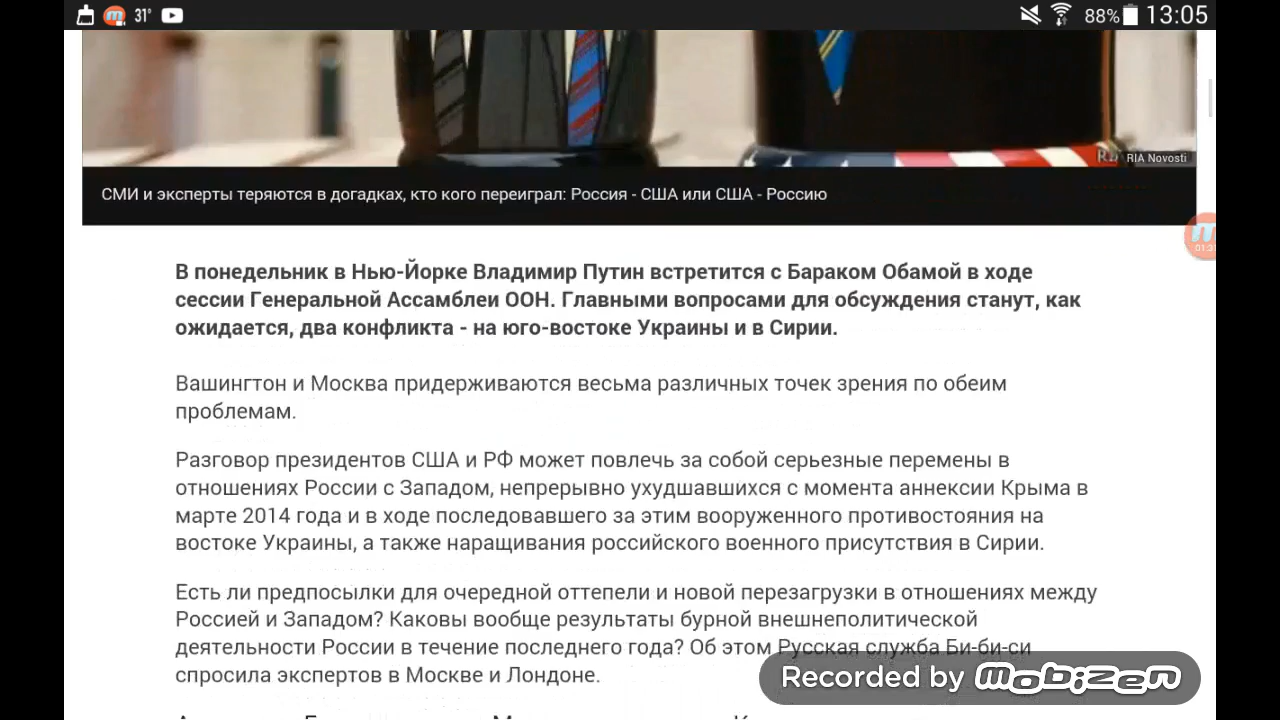 31°
88%
13:05
RIA Novosti
СМИ и эксперты теряются в догадках, кто кого переиграл: Россия - США или США - Россию
01:3
В понедельник в Нью-Йорке Владимир Путин встретится с Бараком Обамой в ходе
сессии Генеральной Ассамблеи ООН. Главными вопросами для обсуждения станут, как
ожидается, два конфликта - на юго-востоке Украины и в Сирии.
Вашингтон и Москва придерживаются весьма различных точек зрения по обеим
проблемам.
Разговор президентов США и РФ может повлечь за собой серьезные перемены в
отношениях России с Западом, непрерывно ухудшавшихся с момента аннексии Крыма в
марте 2014 года и в ходе последовавшего за этим вооруженного противостояния на
востоке Украины, а также наращивания российского военного присутствия в Сирии.
Есть ли предпосылки для очередной оттепели и новой перезагрузки в отношениях между
Россией и Западом? Каковы вообще результаты бурной внешнеполитической
деятельности России в течение последнего года? Об этом Русская служба Би-би-си
спросила экспертов в Москве и Лондоне.
Recorded by mobizen